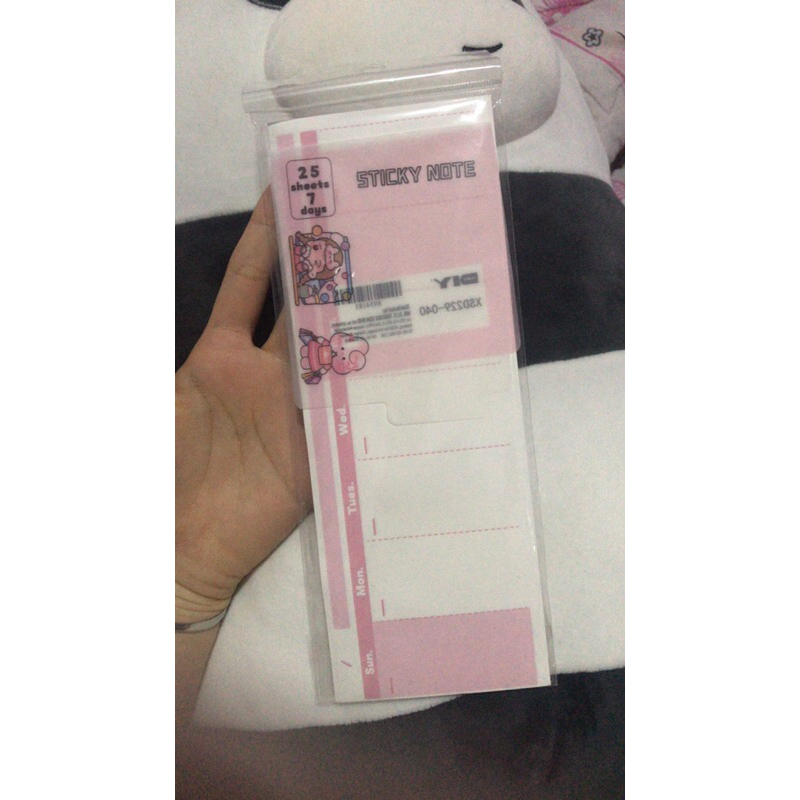 25
sheets
7
days
STICKY NOTE
DIY
XSD229-040
Wed.
Tues.
Mon.
Sun.